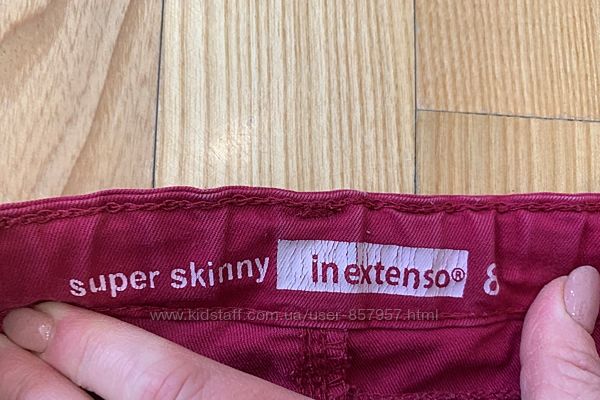 super skinny in extenso® 8
www.kidstaff.com.ua/user-857957.html